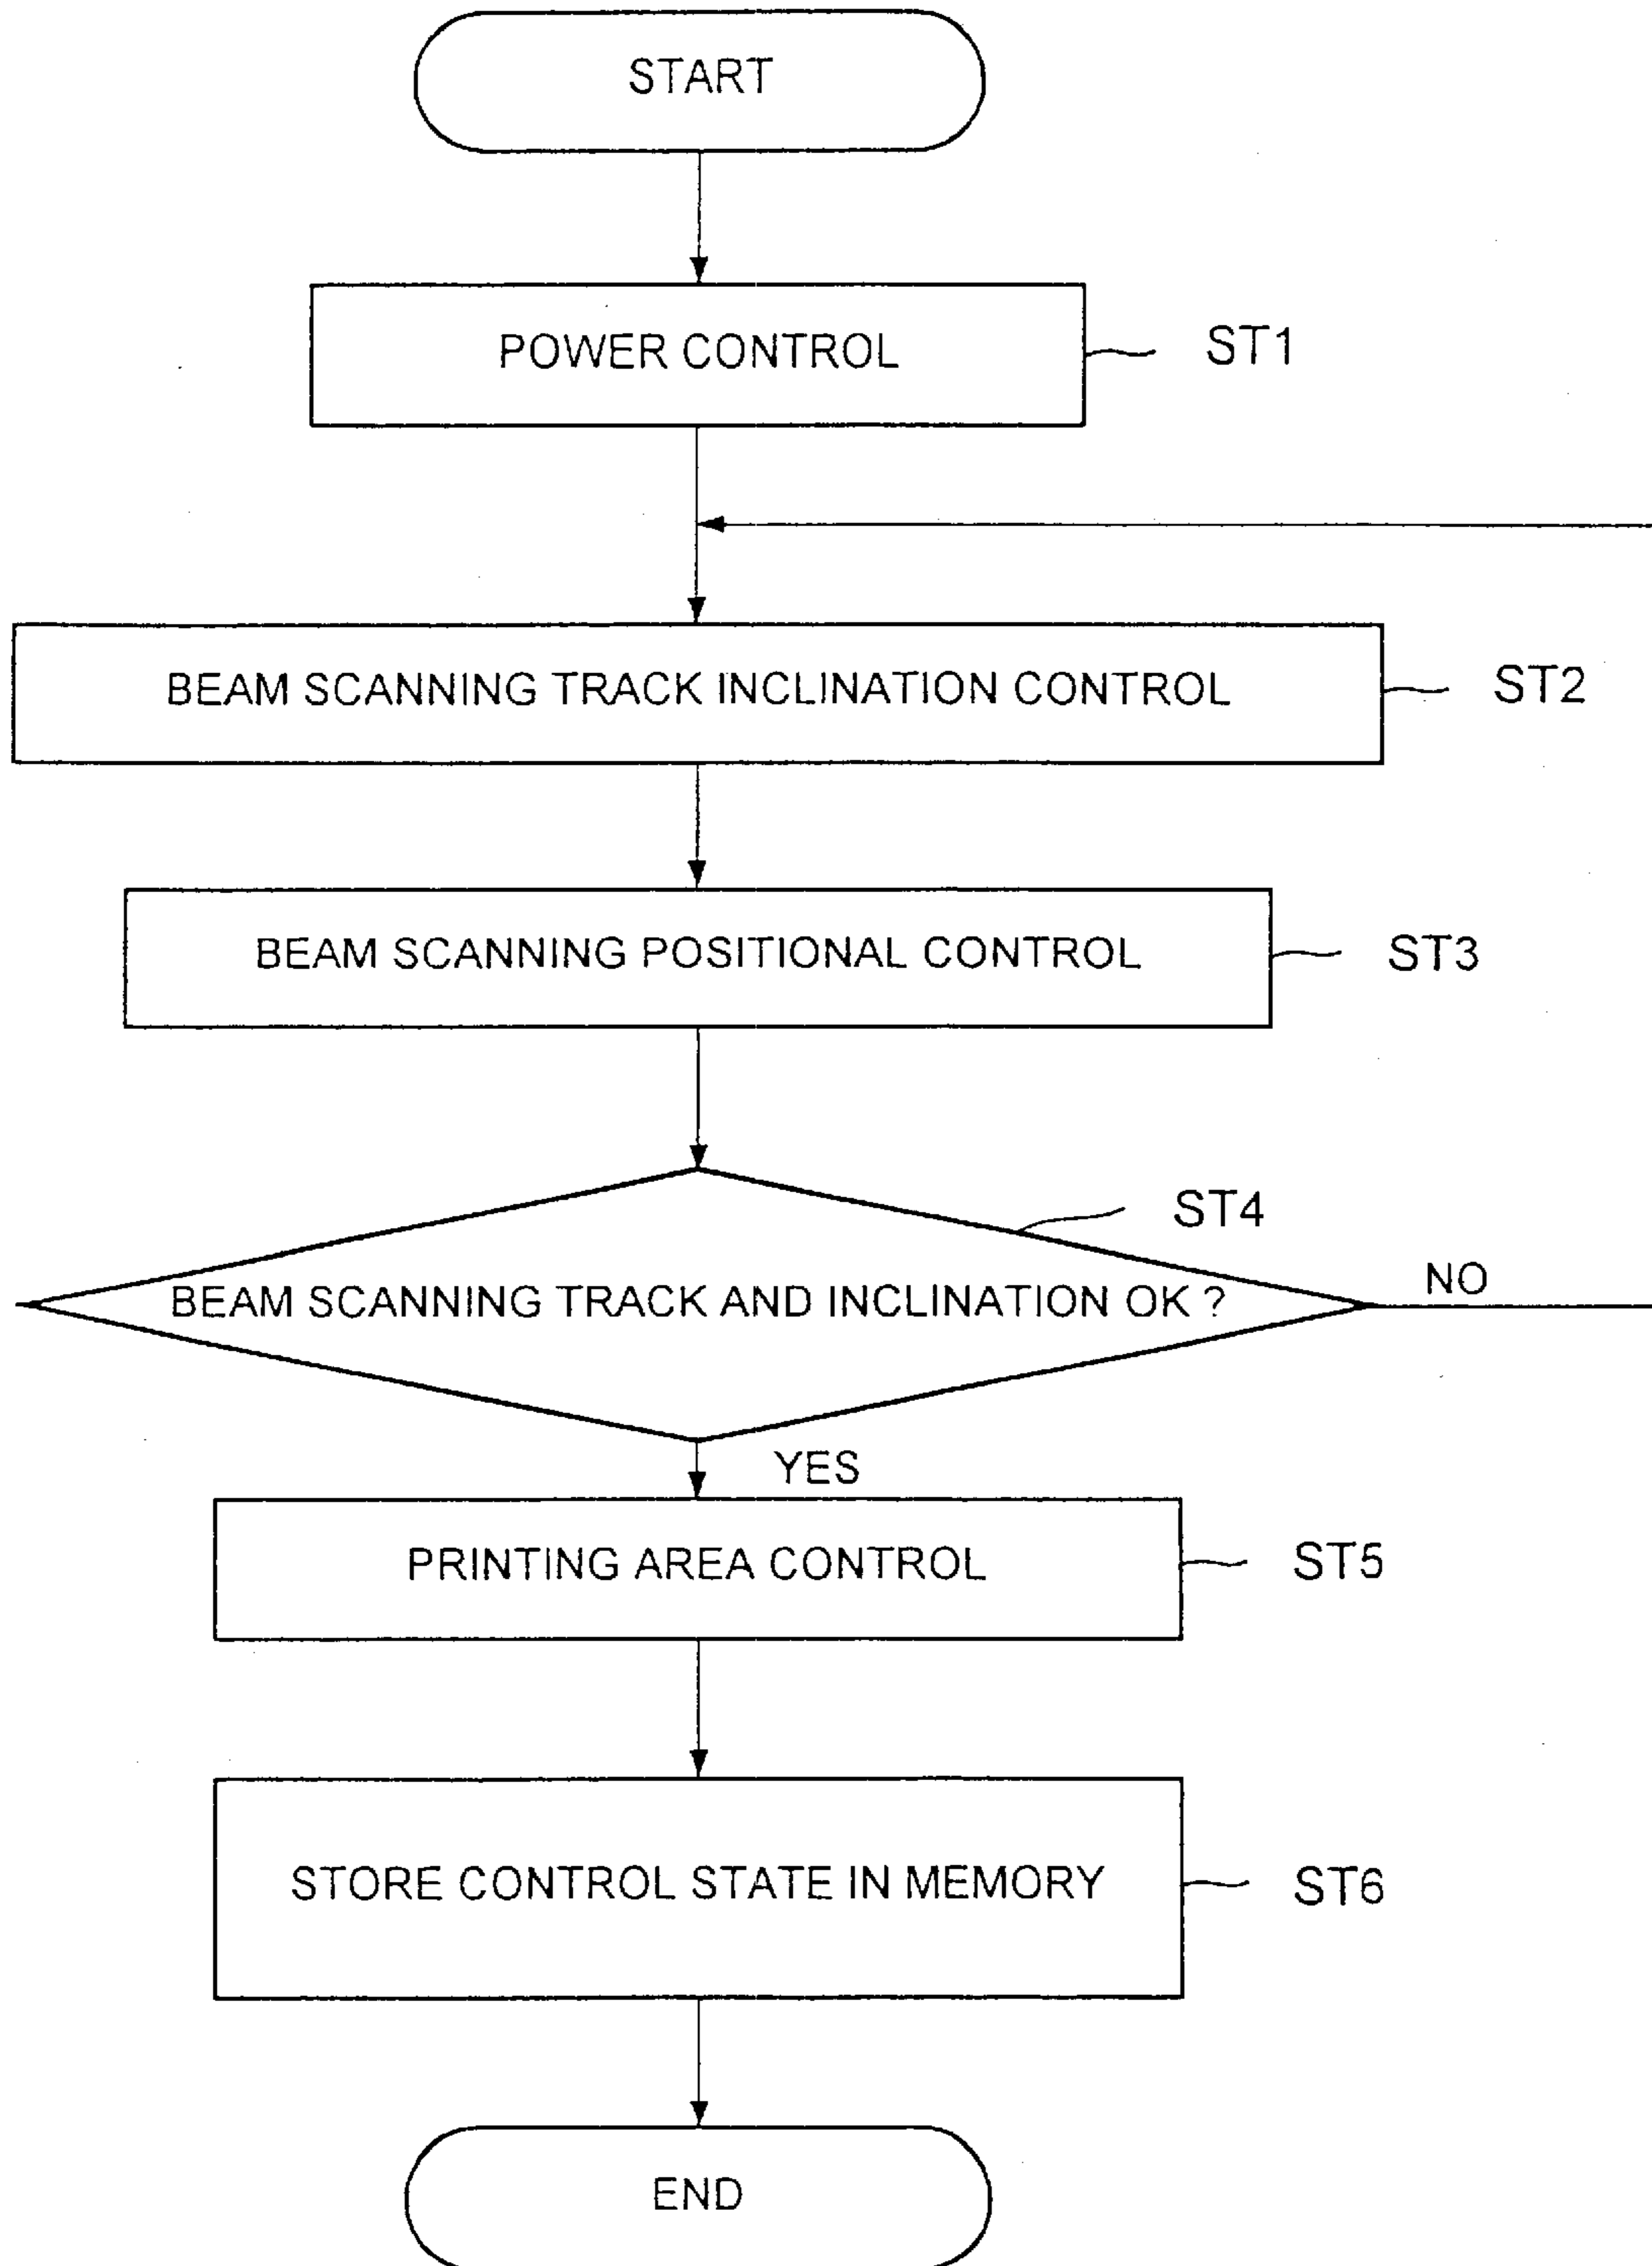 START
POWER CONTROL
ST1
BEAM SCANNING TRACK INCLINATION CONTROL
ST2
BEAM SCANNING POSITIONAL CONTROL
ST3
ST4
BEAM SCANNING TRACK AND INCLINATION OK ?
NO
YES
PRINTING AREA CONTROL
ST5
STORE CONTROL STATE IN MEMORY
ST6
END